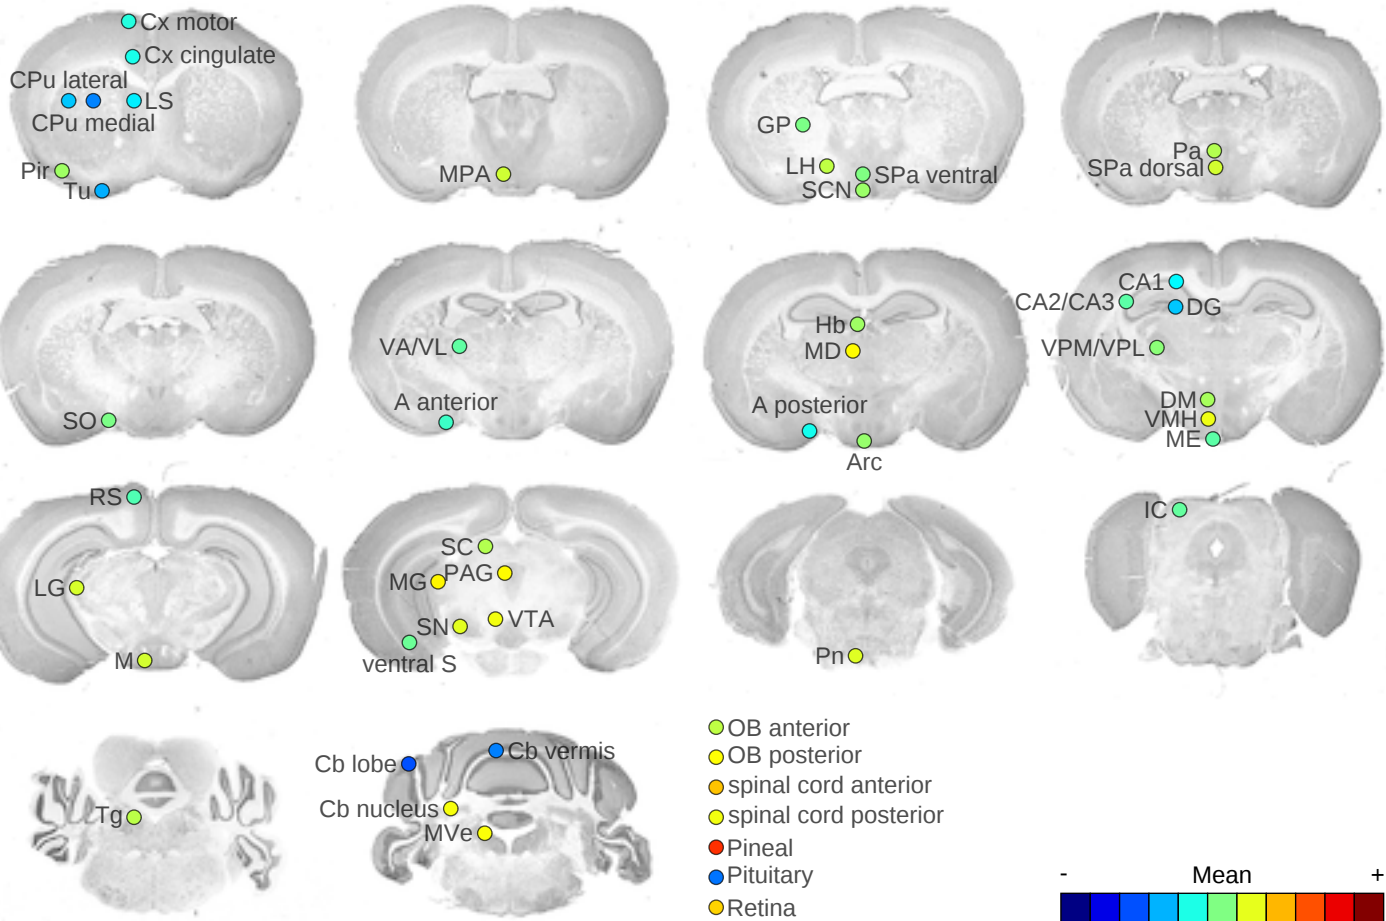 Cx motor
Cx cingulate
CPu lateral
LS
CPu medial
Pir
Tu
MPA
GP
LH
SPa ventral
SCN
Pa
SPa dorsal
SO
VA/VL
A anterior
Hb
MD
A posterior
Arc
CA1
CA2/CA3
DG
VPM/VPL
DM
VMH
ME
RS
LG
M
SC
MG
PAG
SN
VTA
ventral S
Pn
IC
Tg
Cb lobe
Cb vermis
Cb nucleus
MVe
OB anterior
OB posterior
spinal cord anterior
spinal cord posterior
Pineal
Pituitary
Retina
- Mean +